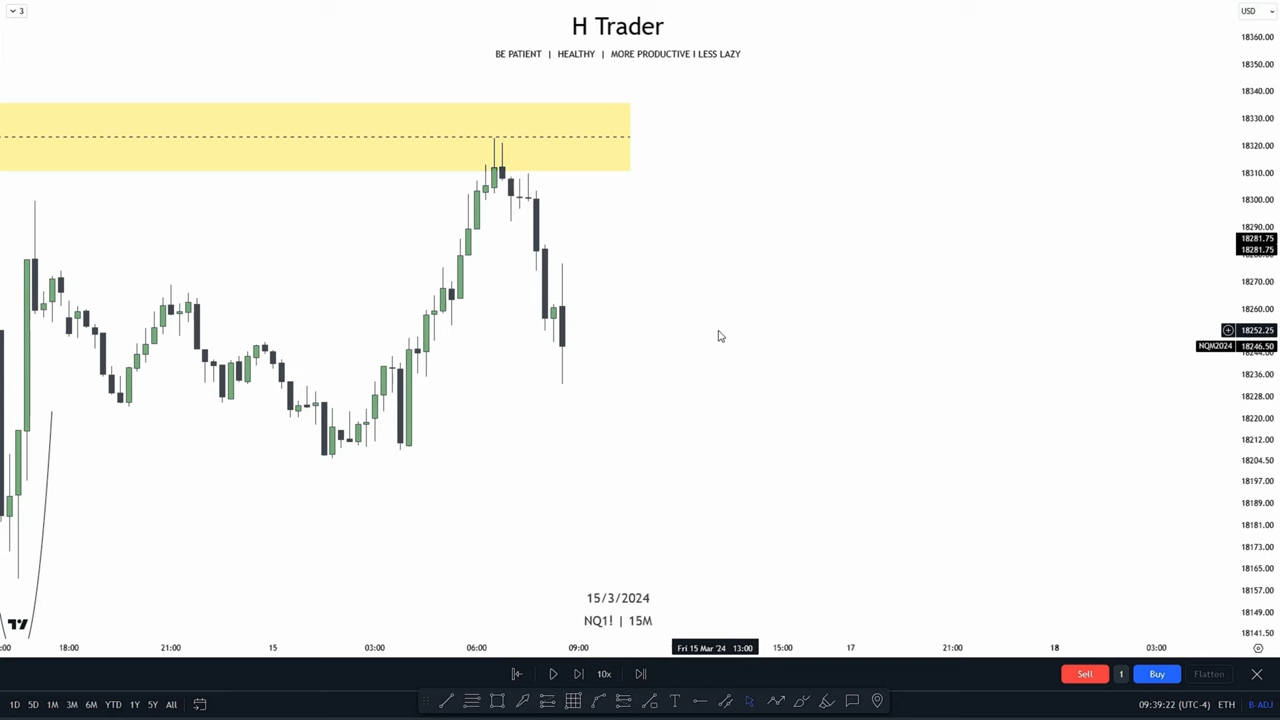 3
H Trader
USD
BE PATIENT | HEALTHY | MORE PRODUCTIVE I LESS LAZY
18360.00
18350.00
18340.00
18330.00
18320.00
18310.00
18300.00
18290.00
18281.75
18281.75
18270.00
18260.00
18252.25
NQM2024 18246.50
18244.00
18236.00
18228.00
18220.00
18212.00
18204.50
18197.00
18189.00
18181.00
18173.00
18165.00
18157.00
18149.00
18141.50
15/3/2024
NQ1! | 15M
18:00 21:00 15 03:00 06:00 09:00 Fri 15 Mar '24 13:00 15:00 17 21:00 18 03:00
10x
Sell 1 Buy Flatten
1D 5D 1M 3M 6M YTD 1Y 5Y All
09:39:22 (UTC-4) ETH B-ADJ